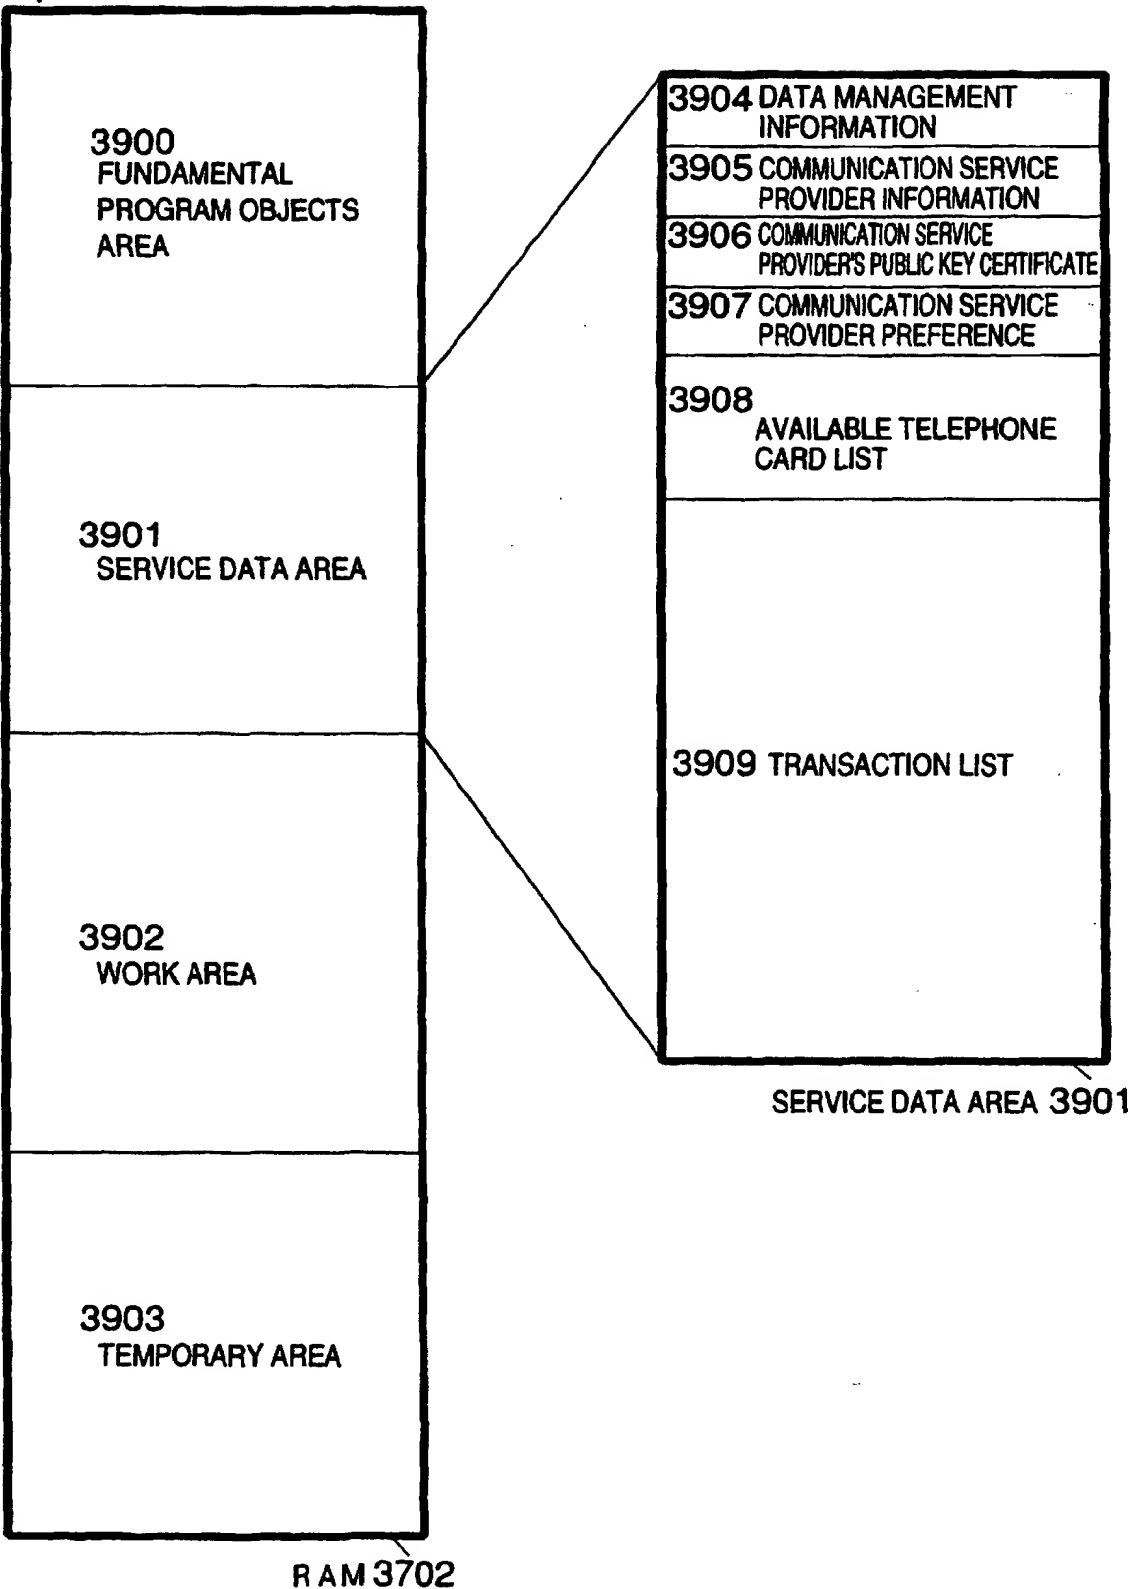 3900
FUNDAMENTAL
PROGRAM OBJECTS
AREA
3901
SERVICE DATA AREA
3902
WORK AREA
3903
TEMPORARY AREA
RAM 3702
3904 DATA MANAGEMENT
INFORMATION
3905 COMMUNICATION SERVICE
PROVIDER INFORMATION
3906 COMMUNICATION SERVICE
PROVIDER'S PUBLIC KEY CERTIFICATE
3907 COMMUNICATION SERVICE
PROVIDER PREFERENCE
3908
AVAILABLE TELEPHONE
CARD LIST
3909 TRANSACTION LIST
SERVICE DATA AREA 3901